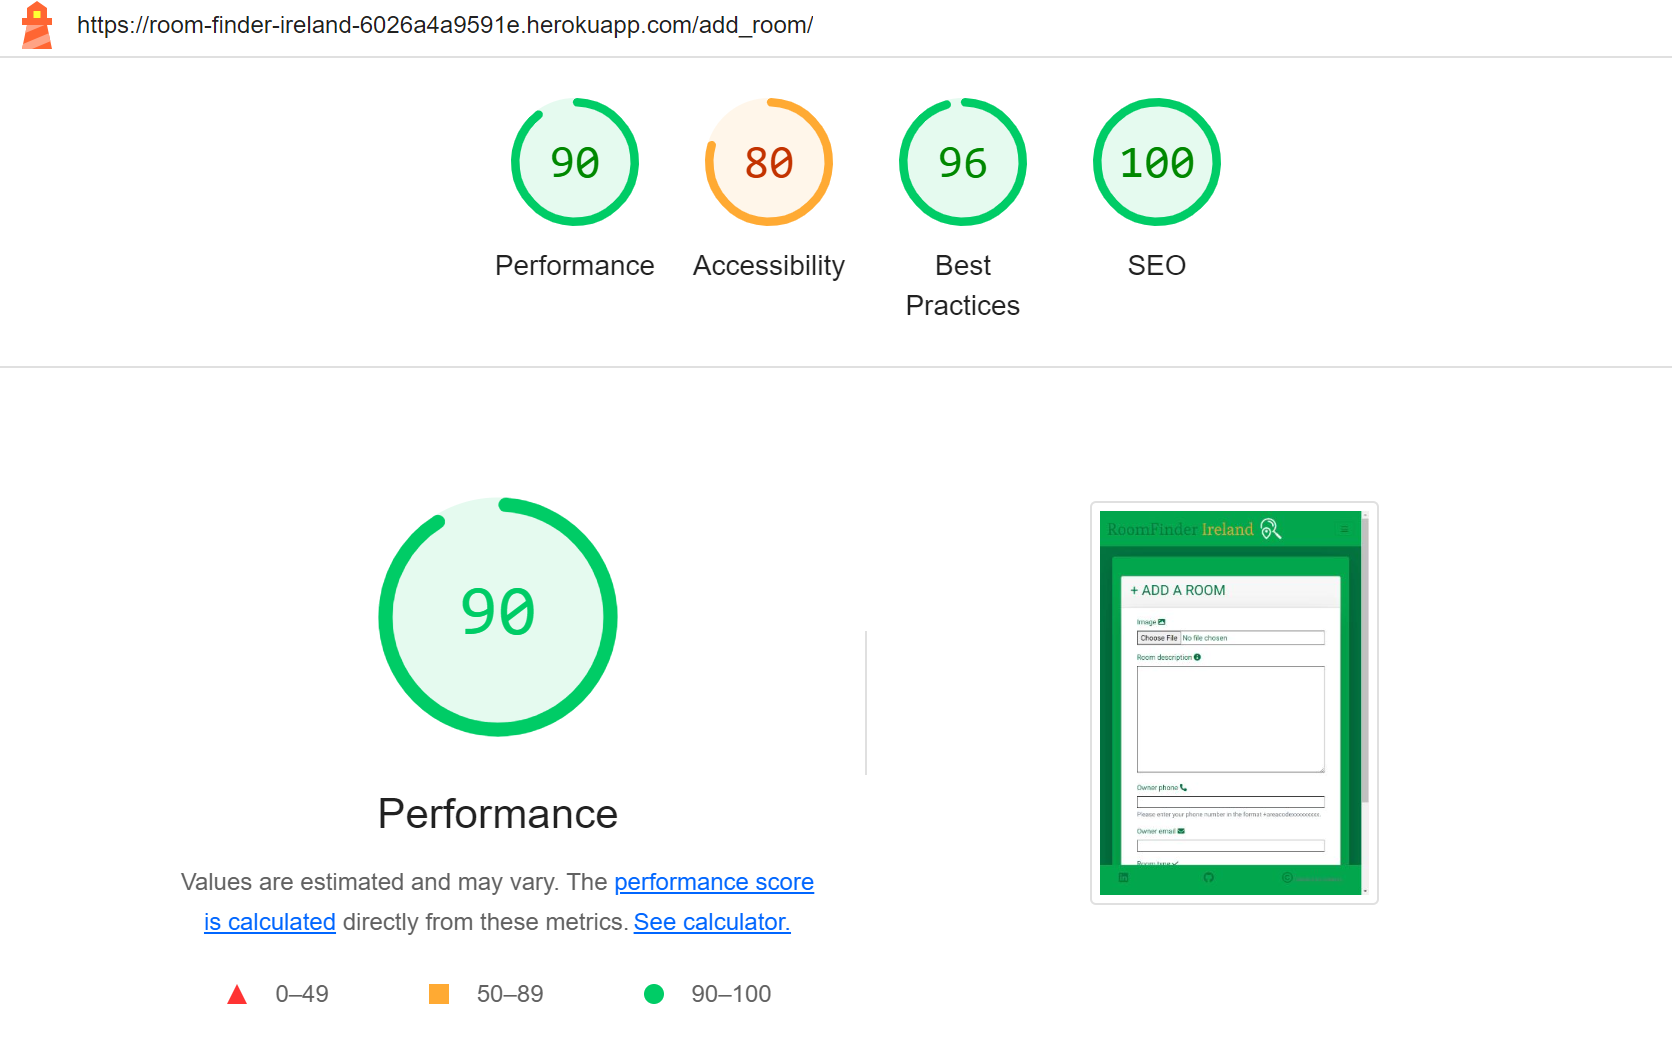 https://room-finder-ireland-6026a4a9591e.herokuapp.com/add_room/
90
80
96
100
Performance
Accessibility
Best
Practices
SEO
90
Performance
Values are estimated and may vary. The performance score
is calculated directly from these metrics. See calculator.
0–49
50–89
90–100
RoomFinder Ireland
+ ADD A ROOM
Image
Choose File No file chosen
Room description
Owner phone
Please enter your phone number in the format
Owner email
Room type